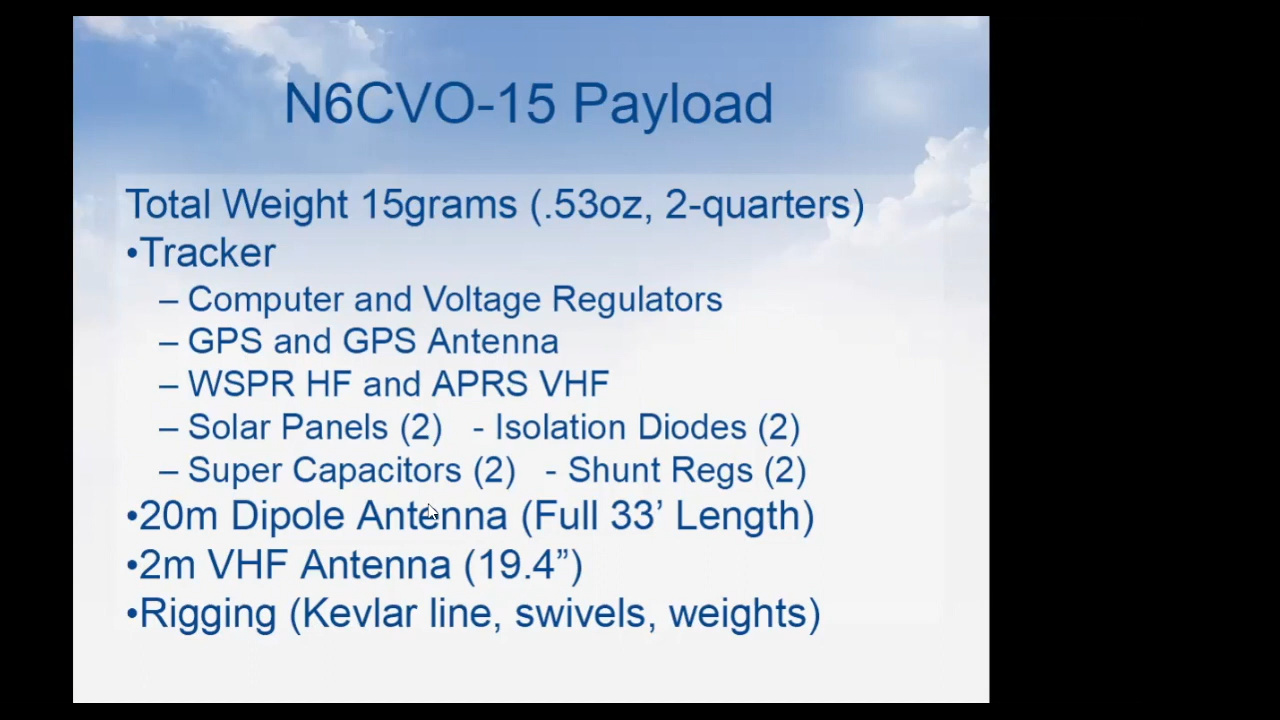 N6CVO-15 Payload
Total Weight 15grams (.53oz, 2-quarters)
•Tracker
– Computer and Voltage Regulators
– GPS and GPS Antenna
– WSPR HF and APRS VHF
– Solar Panels (2) - Isolation Diodes (2)
– Super Capacitors (2) - Shunt Regs (2)
•20m Dipole Antenna (Full 33’ Length)
•2m VHF Antenna (19.4”)
•Rigging (Kevlar line, swivels, weights)